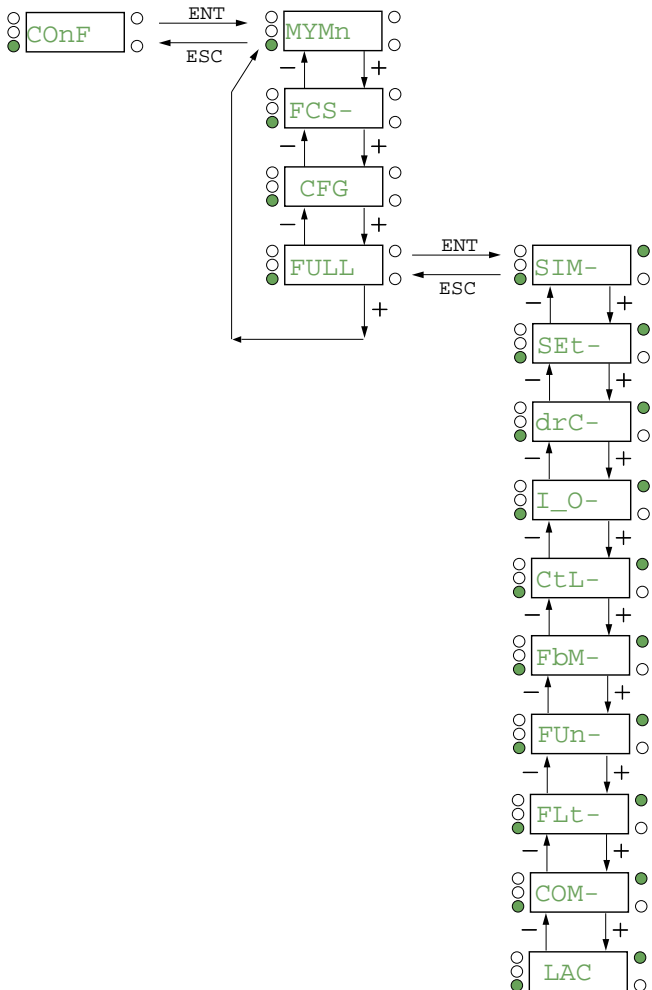 COnF
ENT
ESC
MYMn
- +
FCS-
- +
CFG
- +
FULL
+
ENT
ESC
SIM-
- +
SEt-
- +
drC-
- +
I_O-
- +
CtL-
- +
FbM-
- +
FUn-
- +
FLt-
- +
COM-
- +
LAC